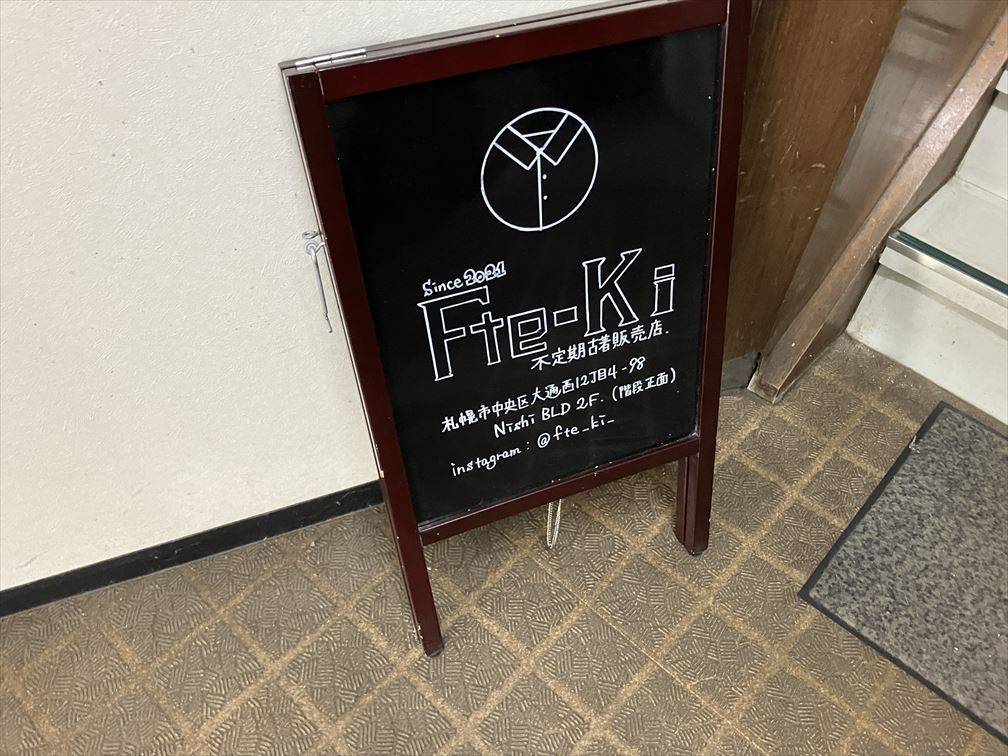 Since 2021
Fte-Ki
不定期古着販売店.
札幌市中央区大通西12丁目4-98
Nishi BLD 2F. (階段正面)
instagram : @fte_ki_